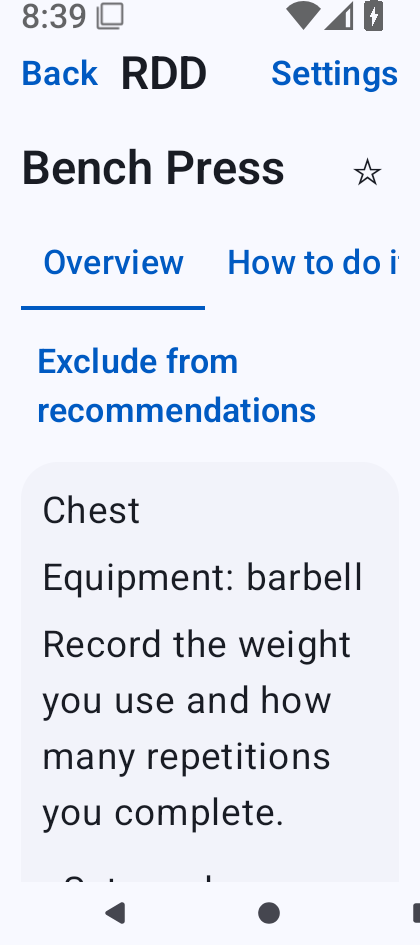 8:39
Back RDD Settings
Bench Press ☆
Overview How to do
Exclude from
recommendations
Chest
Equipment: barbell
Record the weight
you use and how
many repetitions
you complete.